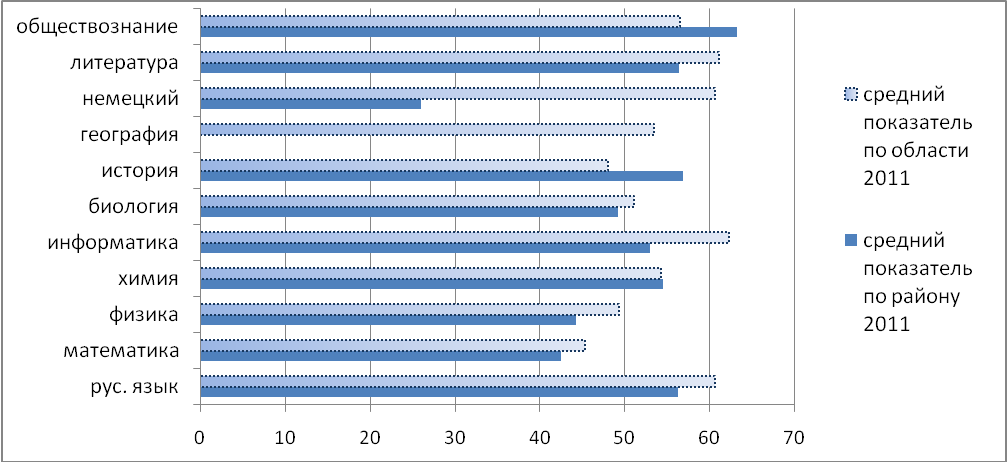 обществознание
литература
немецкий
география
история
биология
информатика
химия
физика
математика
рус. язык
0 10 20 30 40 50 60 70
средний
показатель
по области
2011
средний
показатель
по району
2011